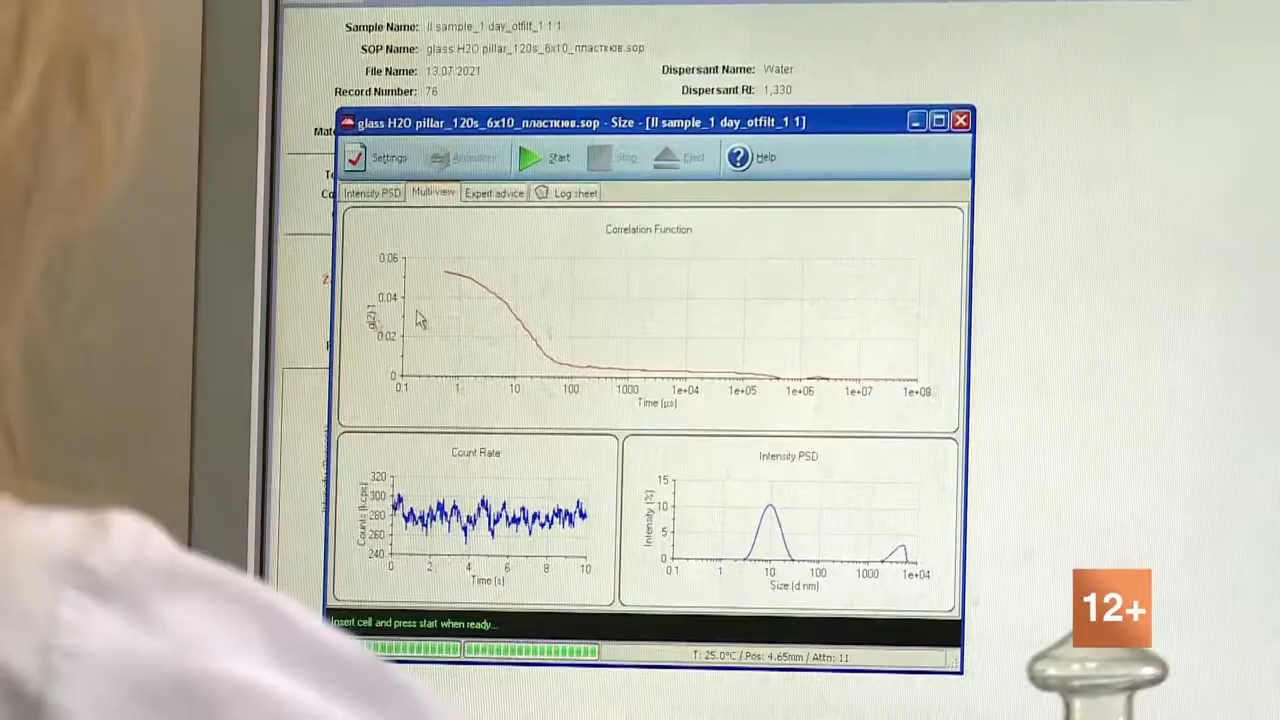 Sample Name: II sample_1 day_otfilt_1 1 1
SOP Name: glass H2O pillar_120s_6x10_пластков.sop
File Name: 13.07.2021
Dispersant Name: Water
Record Number: 76
Dispersant RI: 1,330
glass H2O pillar_120s_6x10_пластков.sop - Size - [II sample_1 day_otfilt_1 1]
Settings Start Stop Eject Help
Intensity PSD Multi-view Expert advice Log sheet
Correlation Function
0.06
0.04
0.02
0
0.1 1 10 100 1000 1e+04 1e+05 1e+06 1e+07 1e+08
Time (µs)
Count Rate
Counts (kcps)
320
300
280
260
240
0 2 4 6 8 10
Time (s)
Intensity PSD
Intensity (%)
15
10
5
0
0.1 1 10 100 1000 1e+04
Size (d.nm)
Insert cell and press start when ready...
T: 25.0°C / Pos: 4.65mm / Attn: 11
12+